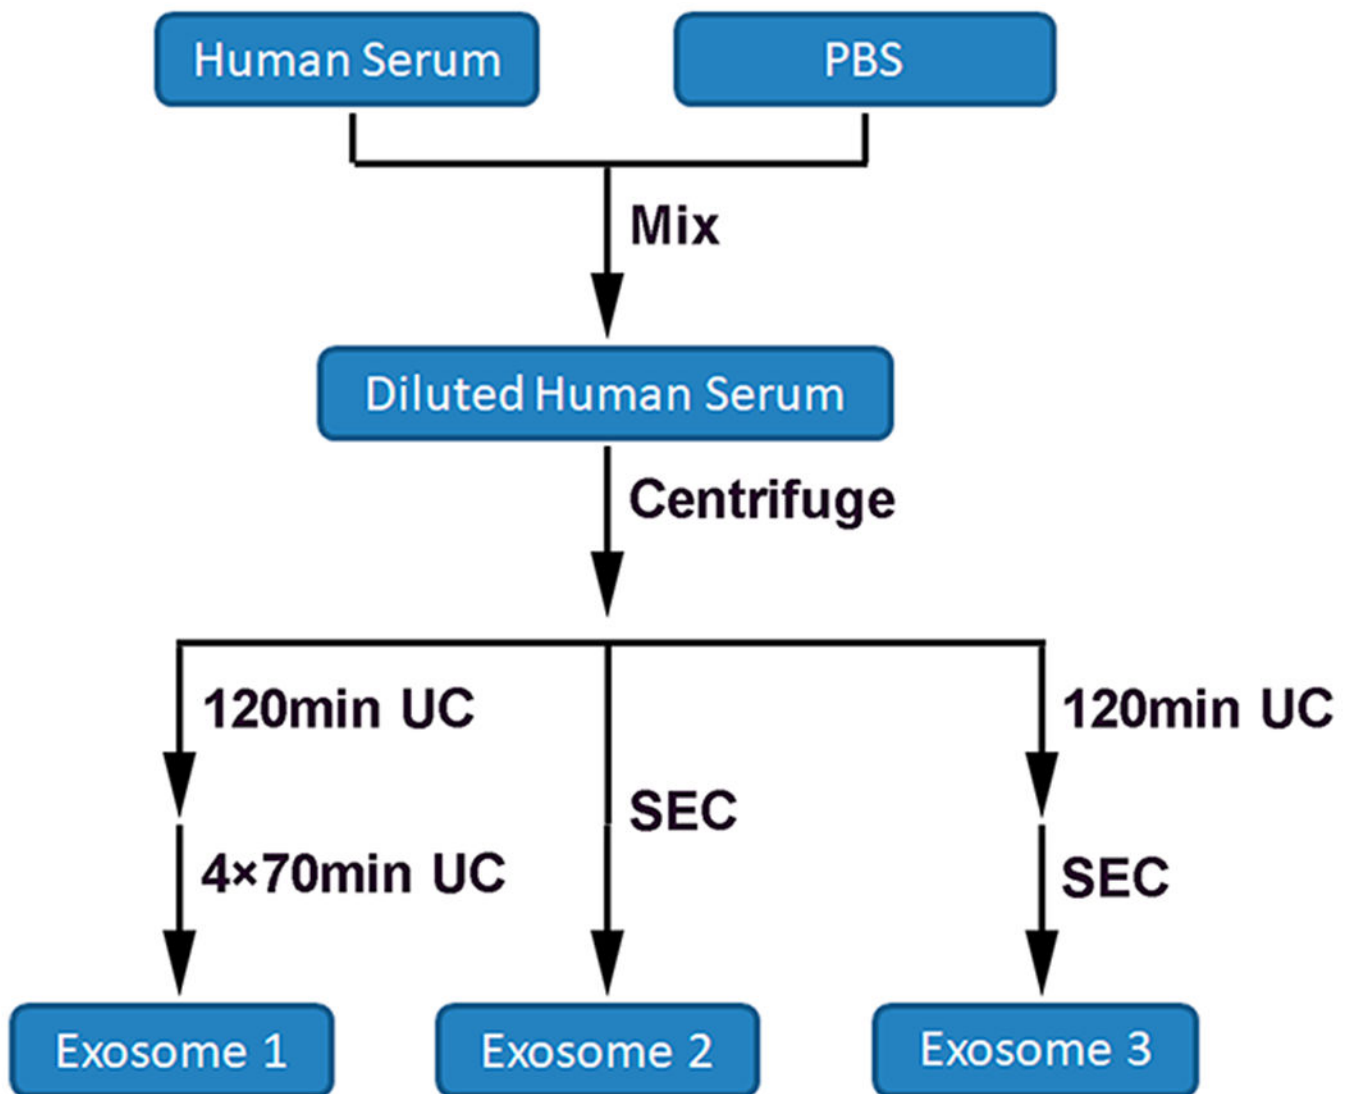 Human Serum
PBS
Mix
Diluted Human Serum
Centrifuge
120min UC
120min UC
SEC
4×70min UC
SEC
Exosome 1
Exosome 2
Exosome 3